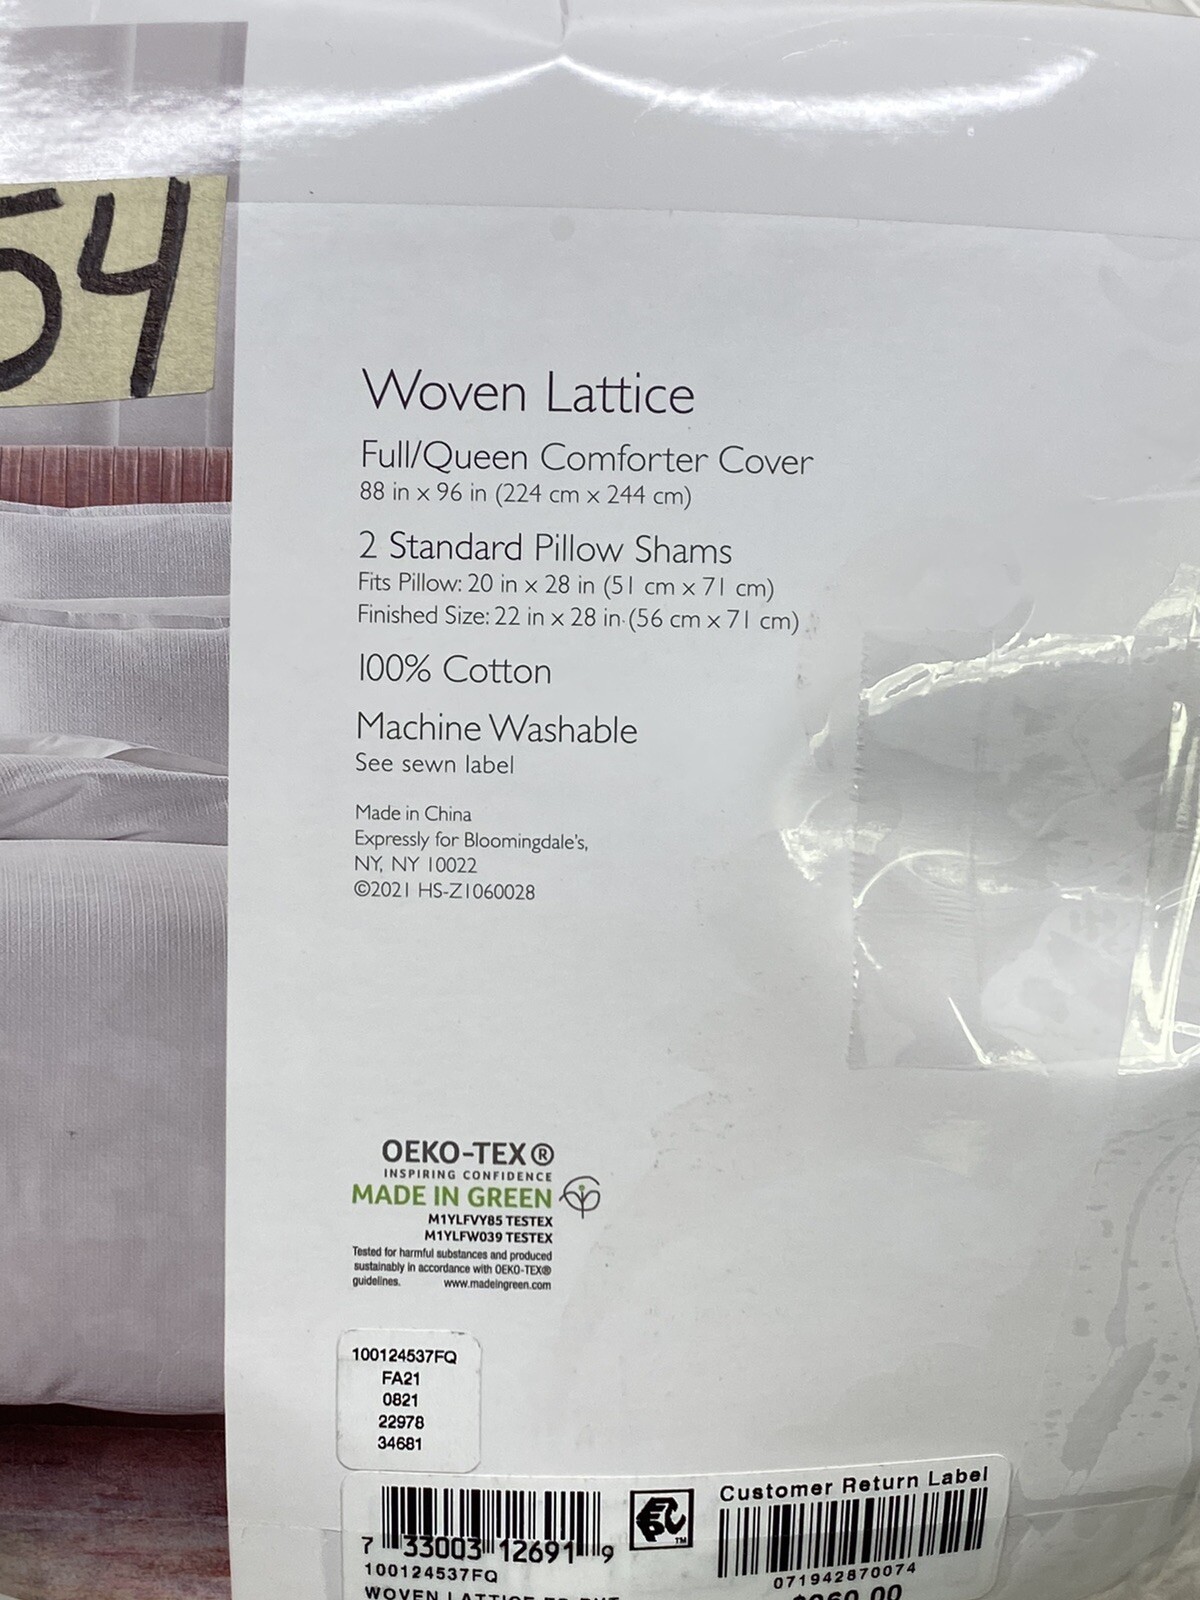 54
Woven Lattice
Full/Queen Comforter Cover
88 in x 96 in (224 cm x 244 cm)
2 Standard Pillow Shams
Fits Pillow: 20 in x 28 in (51 cm x 71 cm)
Finished Size: 22 in x 28 in (56 cm x 71 cm)
100% Cotton
Machine Washable
See sewn label
Made in China
Expressly for Bloomingdale's,
NY, NY 10022
©2021 HS-Z1060028
OEKO-TEX®
INSPIRING CONFIDENCE
MADE IN GREEN
M1YLFVY85 TESTEX
M1YLFW039 TESTEX
Tested for harmful substances and produced
sustainably in accordance with OEKO-TEX®
guidelines. www.madeingreen.com
100124537FQ
FA21
0821
22978
34681
Customer Return Label
7 33003 12691 9
TM
071942870074
100124537FQ
WOVEN LATTICE